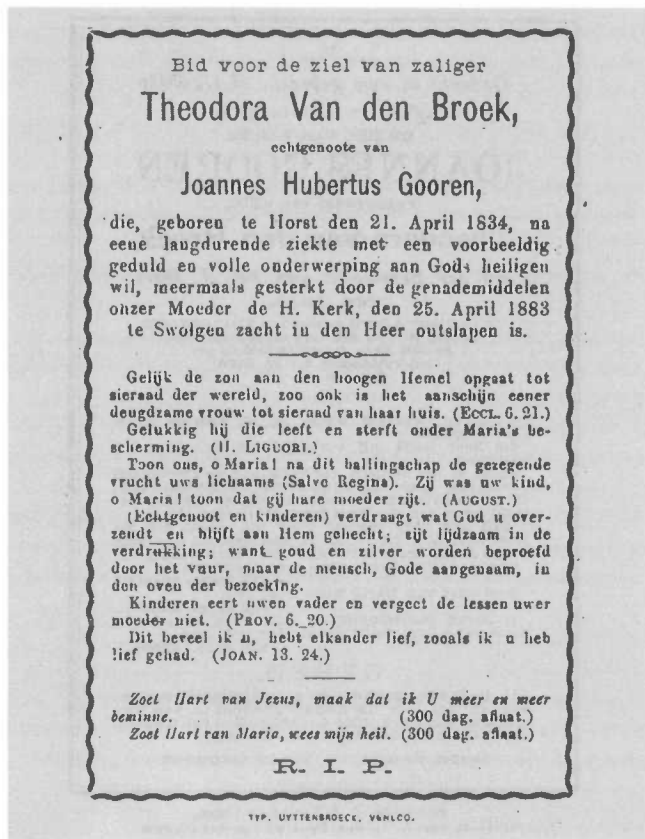 Bid voor de ziel van zaliger
Theodora Van den Broek,
echtgenoote van
Joannes Hubertus Gooren,
die, geboren te Horst den 21. April 1834, na
eene langdurende ziekte met een voorbeeldig
geduld en volle onderwerping aan Gods heiligen
wil, meermaals gesterkt door de genademiddelen
onzer Moeder de H. Kerk, den 25. April 1883
te Swolgen zacht in den Heer ontslapen is.
Gelijk de zon aan den hoogen Hemel opgaat tot
sieraad der wereld, zoo ook is het aanschijn eener
deugdzame vrouw tot sieraad van haar huis. (ECCL. 6. 21.)
Gelukkig hij die leeft en sterft onder Maria's be-
scherming. (H. LIGUORI.)
Toon ons, o Maria! na dit ballingschap de gezegende
vrucht uws lichaams (Salve Regina). Zij was uw kind,
o Maria! toon dat gij hare moeder zijt. (AUGUST.)
(Echtgenoot en kinderen) verdraugt wat God u over-
zendt en blijft aan Hem gehecht; zijt lijdzaam in de
verdrukking; want goud en zilver worden beproefd
door het vuur, maar de mensch, Gode aangenaam, in
den oven der bezoeking.
Kinderen eert uwen vader en vergeet de lessen uwer
moeder niet. (PROV. 6. 20.)
Dit beveel ik u, hebt elkander lief, zooals ik u heb
lief gehad. (JOAN. 13. 24.)
Zoet Hart van Jezus, maak dat ik U meer en meer
beminne. (300 dag. aflaat.)
Zoet Hart van Maria, wees mijn heil. (300 dag. aflaat.)
R. I. P.
TYP. UYTTENBROECK, VENLCO.